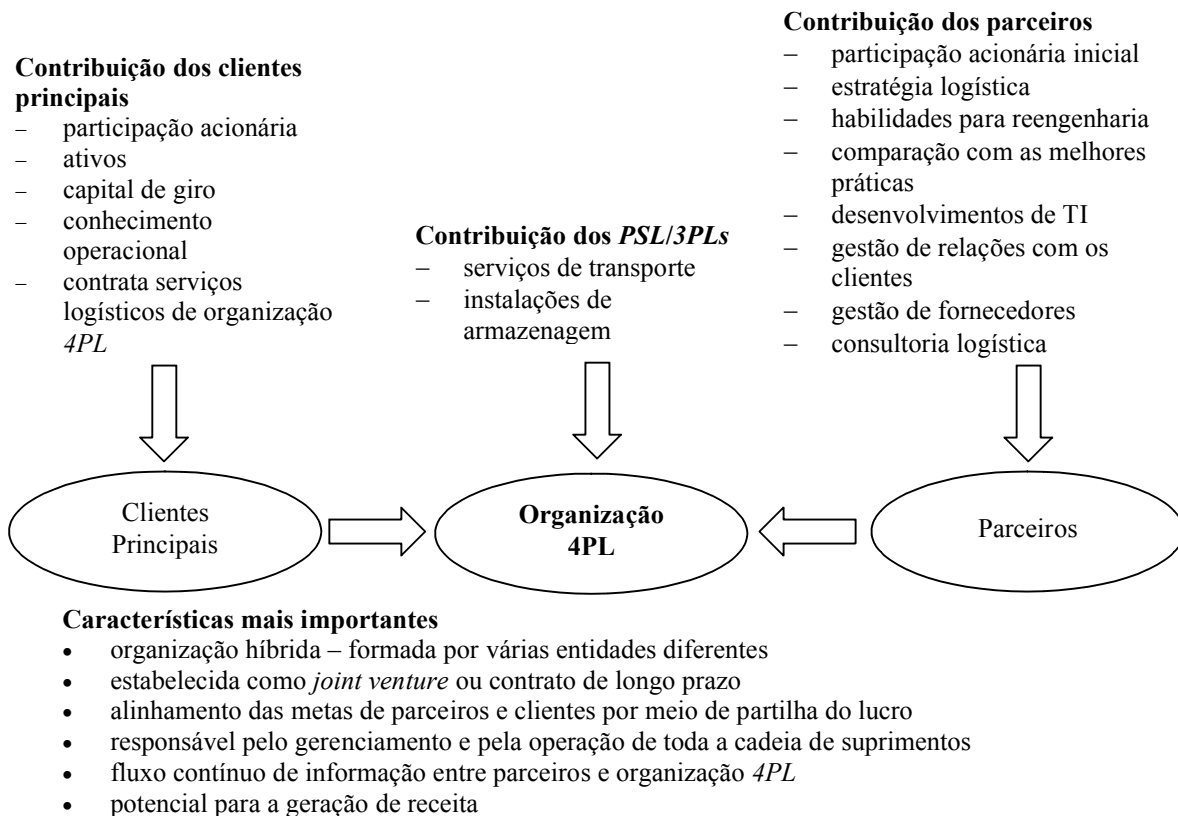 Contribuição dos clientes
principais
– participação acionária
– ativos
– capital de giro
– conhecimento
operacional
– contrata serviços
logísticos de organização
4PL
Contribuição dos PSL/3PLs
– serviços de transporte
– instalações de
armazenagem
Contribuição dos parceiros
– participação acionária inicial
– estratégia logística
– habilidades para reengenharia
– comparação com as melhores
práticas
– desenvolvimentos de TI
– gestão de relações com os
clientes
– gestão de fornecedores
– consultoria logística
Clientes
Principais
Organização
4PL
Parceiros
Características mais importantes
• organização híbrida – formada por várias entidades diferentes
• estabelecida como joint venture ou contrato de longo prazo
• alinhamento das metas de parceiros e clientes por meio de partilha do lucro
• responsável pelo gerenciamento e pela operação de toda a cadeia de suprimentos
• fluxo contínuo de informação entre parceiros e organização 4PL
• potencial para a geração de receita